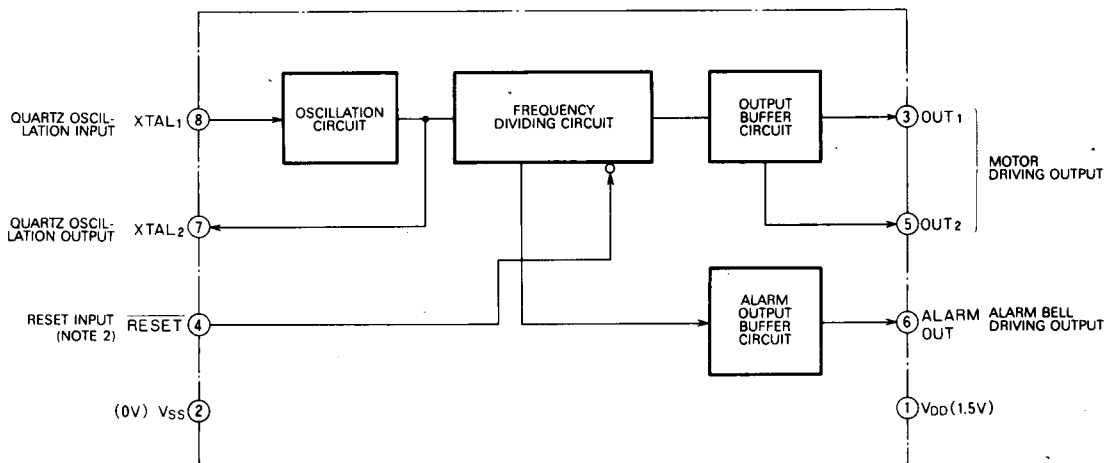 QUARTZ OSCIL-
LATION INPUT
XTAL1
8
OSCILLATION
CIRCUIT
FREQUENCY
DIVIDING CIRCUIT
OUTPUT
BUFFER
CIRCUIT
3
OUT1
MOTOR
DRIVING OUTPUT
QUARTZ OSCIL-
LATION OUTPUT
XTAL2
7
5
OUT2
RESET INPUT
(NOTE 2)
RESET
4
ALARM
OUTPUT
BUFFER
CIRCUIT
6
ALARM
OUT
ALARM BELL
DRIVING OUTPUT
(0V) VSS
2
1
VDD(1.5V)